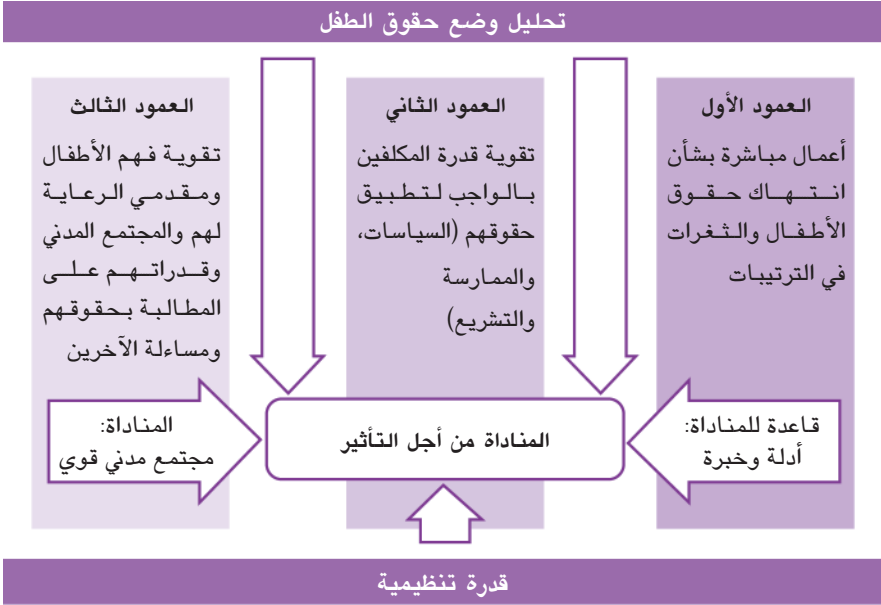 تحليل وضع حقوق الطفل
العمود الأول
أعمال مباشرة بشأن
انتهاك حقوق
الأطفال والثغرات
في الترتيبات
العمود الثاني
تقوية قدرة المكلفين
بالواجب لتطبيق
حقوقهم (السياسات،
والممارسة
والتشريع)
العمود الثالث
تقوية فهم الأطفال
ومقدمي الرعاية
لهم والمجتمع المدني
وقدراتهم على
المطالبة بحقوقهم
ومساءلة الآخرين
قاعدة للمناداة:
أدلة وخبرة
المناداة من أجل التأثير
المناداة:
مجتمع مدني قوي
قدرة تنظيمية